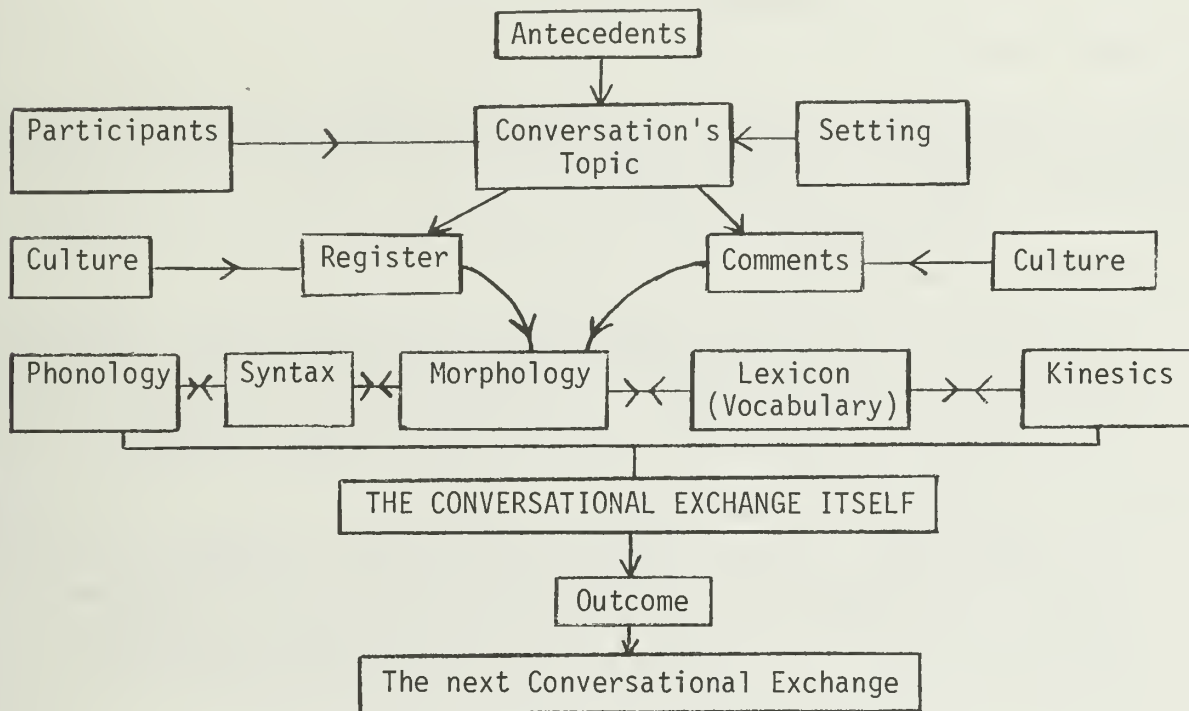 Antecedents
Participants
Conversation's
Topic
Setting
Culture
Register
Comments
Culture
Phonology
Syntax
Morphology
Lexicon
(Vocabulary)
Kinesics
THE CONVERSATIONAL EXCHANGE ITSELF
Outcome
The next Conversational Exchange